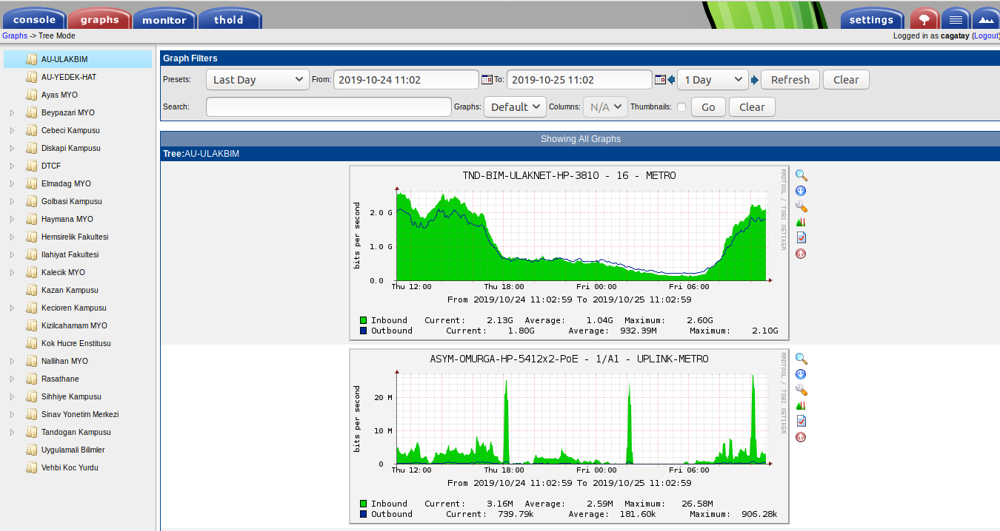 console graphs monitor thold settings
Graphs -> Tree Mode Logged in as cagatay (Logout)
AU-ULAKBIM
AU-YEDEK-HAT
Ayas MYO
Beypazari MYO
Cebeci Kampusu
Diskapi Kampusu
DTCF
Elmadag MYO
Golbasi Kampusu
Haymana MYO
Hemsirelik Fakultesi
Ilahiyat Fakultesi
Kalecik MYO
Kazan Kampusu
Kecioren Kampusu
Kizilcahamam MYO
Kok Hucre Enstitusu
Nallihan MYO
Rasathane
Sihhiye Kampusu
Sinav Yonetim Merkezi
Tandogan Kampusu
Uygulamali Bilimler
Vehbi Koc Yurdu
Graph Filters
Presets: Last Day From: 2019-10-24 11:02 To: 2019-10-25 11:02 1 Day Refresh Clear
Search: Graphs: Default Columns: N/A Thumbnails: Go Clear
Showing All Graphs
Tree:AU-ULAKBIM
TND-BIM-ULAKNET-HP-3810 - 16 - METRO
RRDTOOL / TOBI OETIKER
bits per second
2.0 G
1.0 G
0.0
Thu 12:00 Thu 18:00 Fri 00:00 Fri 06:00
From 2019/10/24 11:02:59 To 2019/10/25 11:02:59
Inbound Current: 2.13G Average: 1.04G Maximum: 2.60G
Outbound Current: 1.80G Average: 932.39M Maximum: 2.10G
ASYM-OMURGA-HP-5412x2-PoE - 1/A1 - UPLINK-METRO
RRDTOOL / TOBI OETIKER
bits per second
20 M
10 M
0
Thu 12:00 Thu 18:00 Fri 00:00 Fri 06:00
From 2019/10/24 11:02:59 To 2019/10/25 11:02:59
Inbound Current: 3.16M Average: 2.59M Maximum: 26.58M
Outbound Current: 739.79k Average: 181.60k Maximum: 906.28k